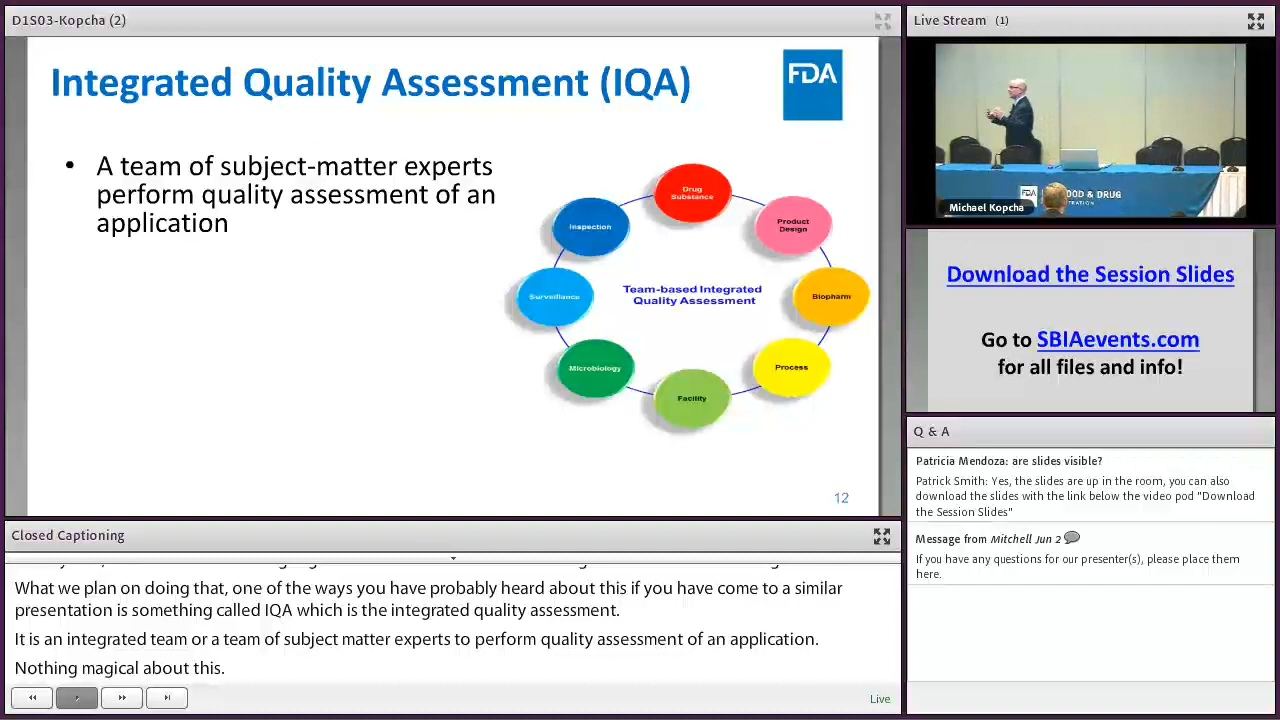 D1S03-Kopcha (2)
Integrated Quality Assessment (IQA)
FDA
• A team of subject-matter experts
perform quality assessment of an
application
Drug
Substance
Product
Design
Biopharm
Process
Facility
Microbiology
Surveillance
Inspection
Team-based Integrated
Quality Assessment
12
Closed Captioning
What we plan on doing that, one of the ways you have probably heard about this if you have come to a similar
presentation is something called IQA which is the integrated quality assessment.
It is an integrated team or a team of subject matter experts to perform quality assessment of an application.
Nothing magical about this.
Live
Live Stream (1)
FDA
OOD & DRUG
Michael Kopcha
Download the Session Slides
Go to SBIAevents.com
for all files and info!
Q & A
Patricia Mendoza: are slides visible?
Patrick Smith: Yes, the slides are up in the room, you can also
download the slides with the link below the video pod "Download
the Session Slides"
Message from Mitchell Jun 2
If you have any questions for our presenter(s), please place them
here.